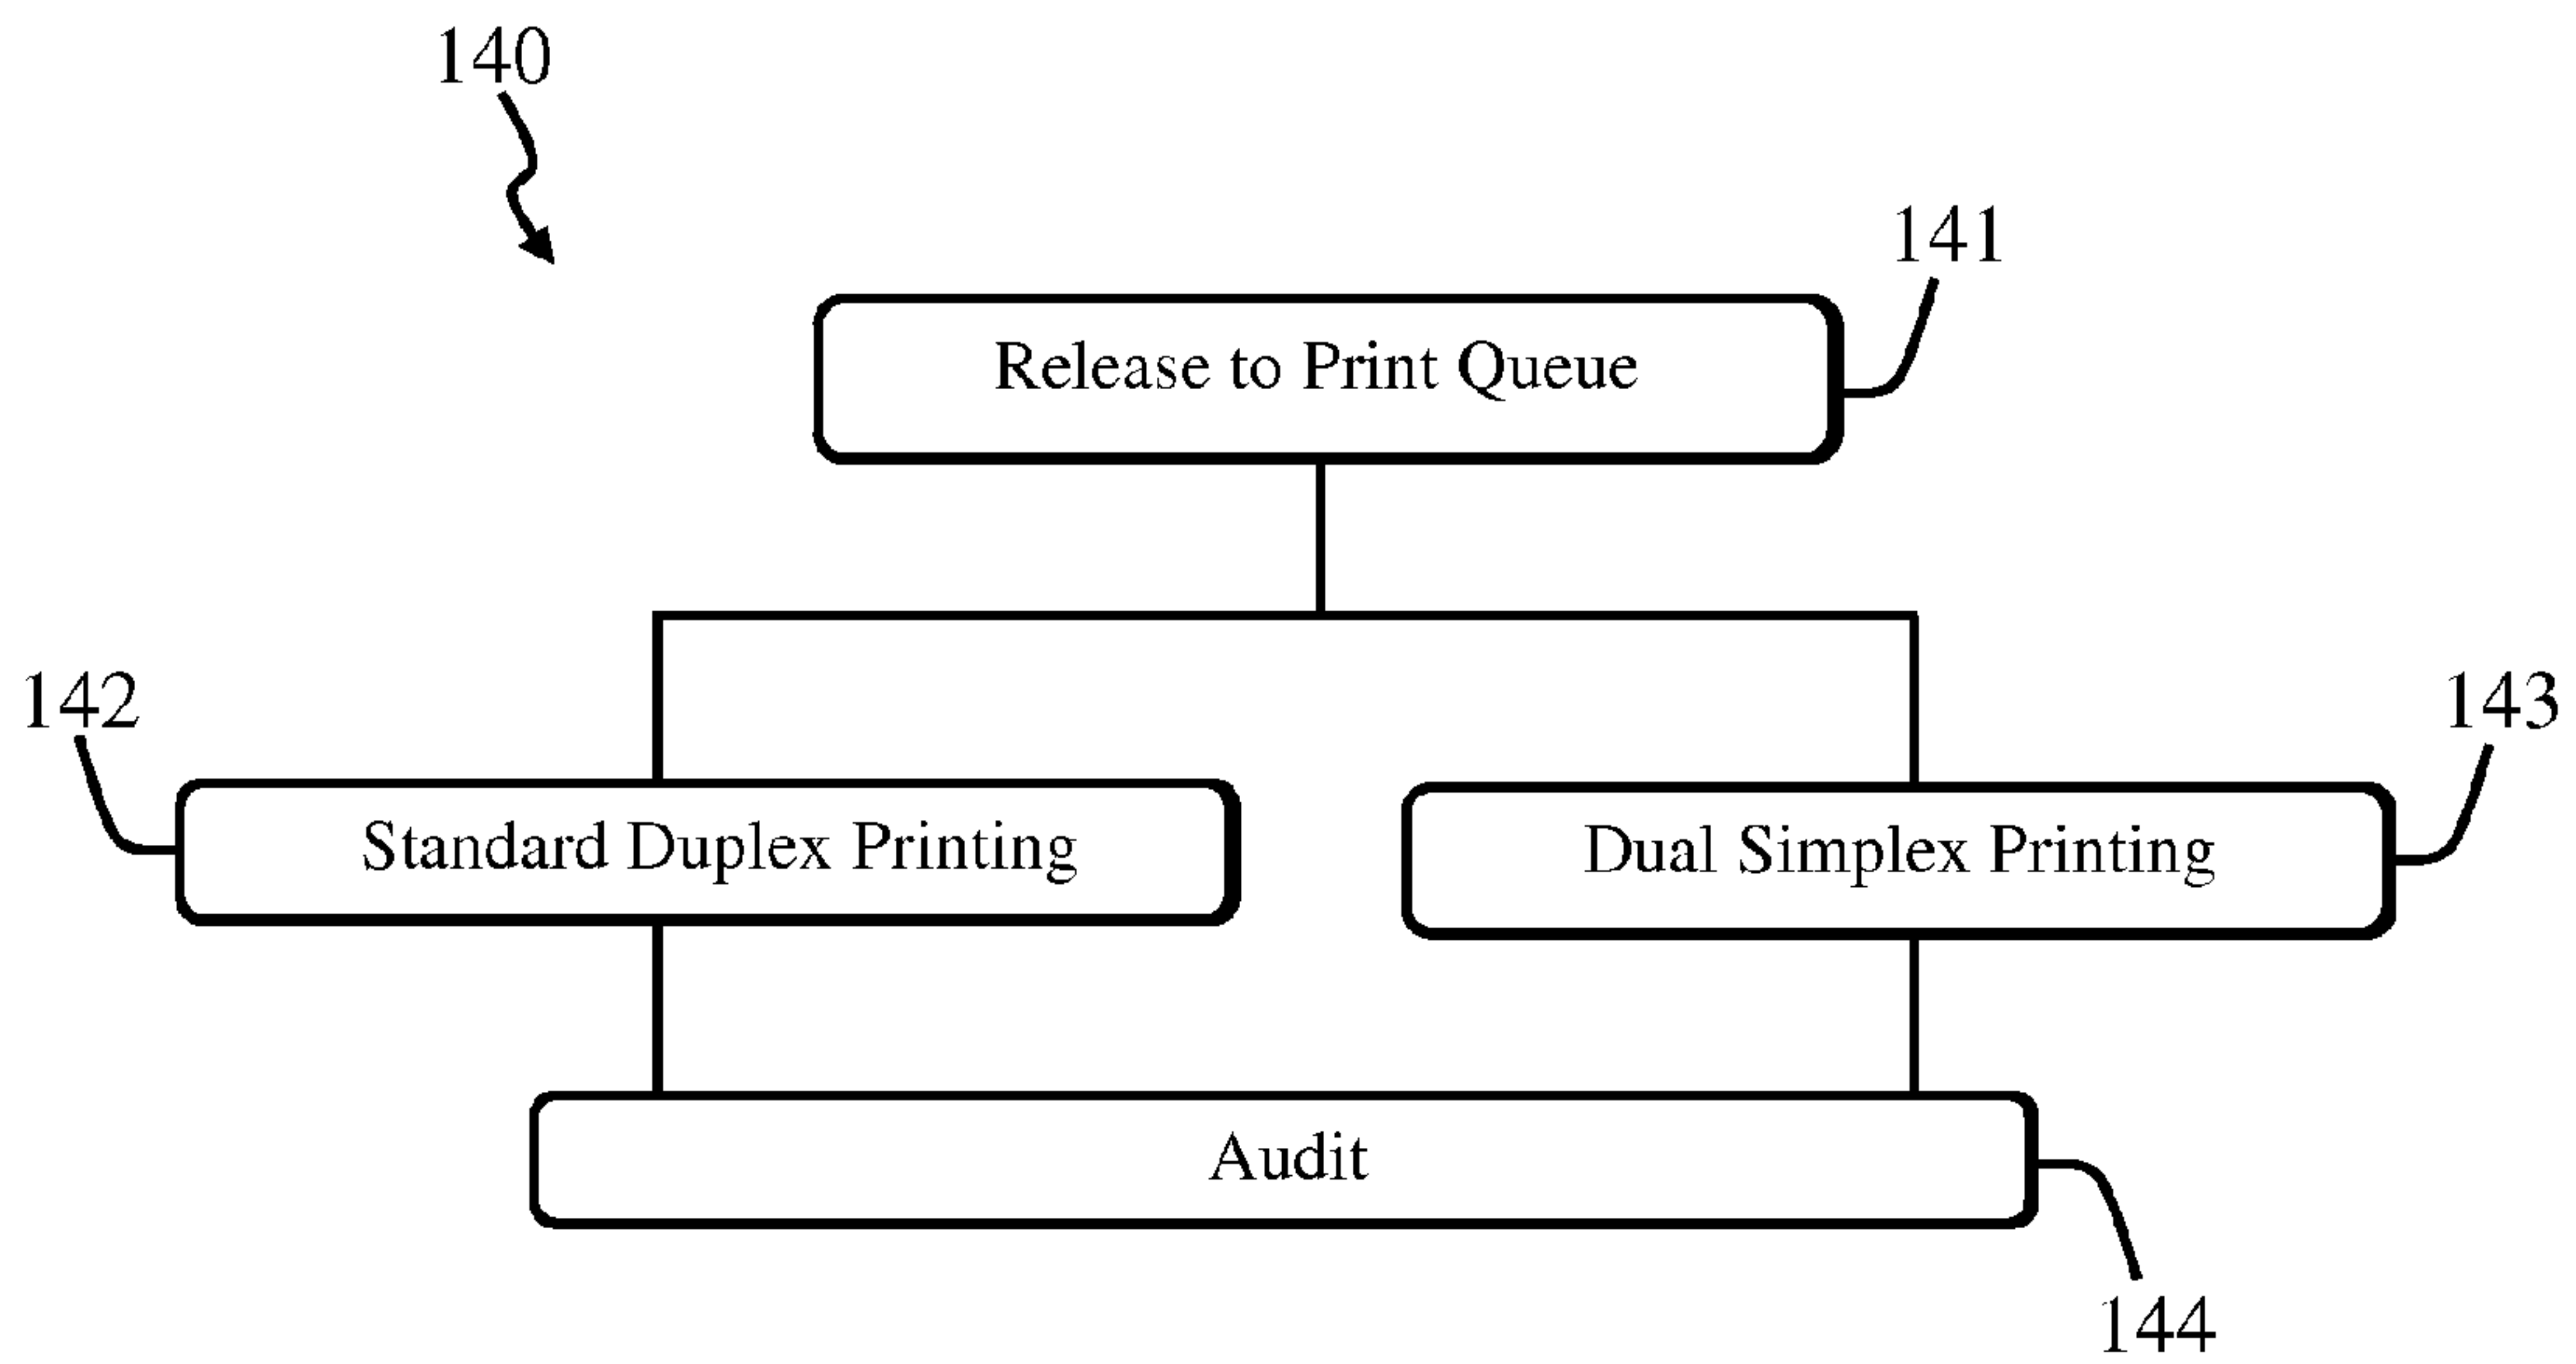 140
141
Release to Print Queue
142
143
Standard Duplex Printing
Dual Simplex Printing
Audit
144